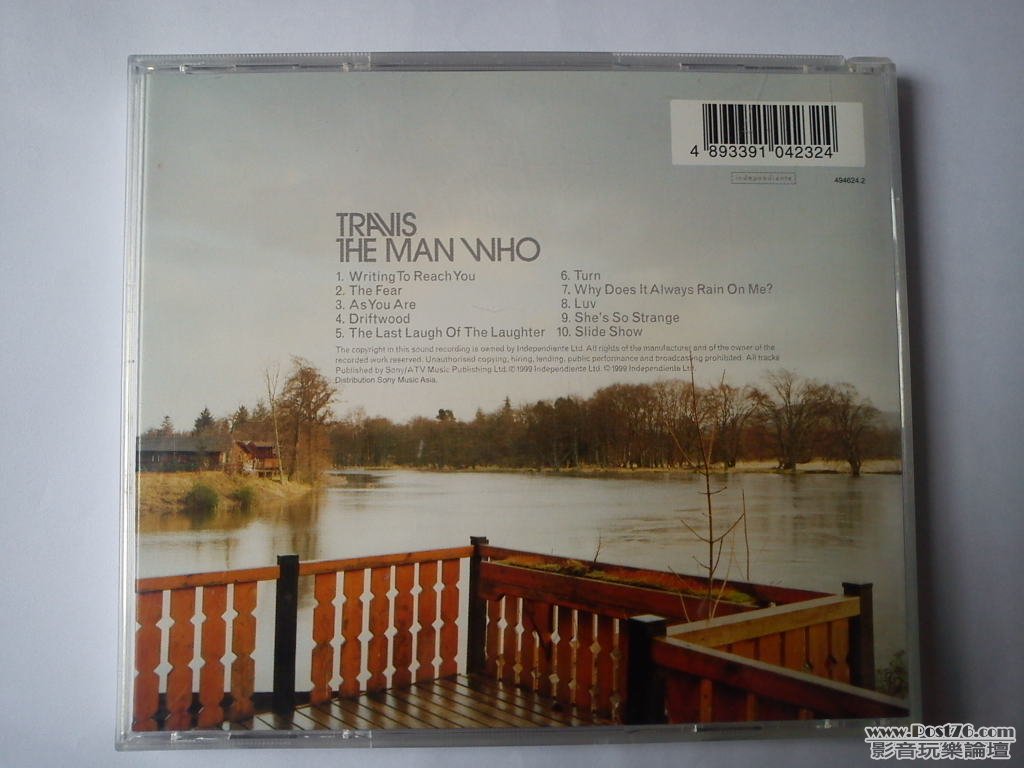 4 893391 042324
independiente
494624.2
TRAVIS
THE MAN WHO
1. Writing To Reach You
2. The Fear
3. As You Are
4. Driftwood
5. The Last Laugh Of The Laughter
6. Turn
7. Why Does It Always Rain On Me?
8. Luv
9. She's So Strange
10. Slide Show
The copyright in this sound recording is owned by Independiente Ltd. All rights of the manufacturer and of the owner of the
recorded work reserved. Unauthorised copying, hiring, lending, public performance and broadcasting prohibited. All tracks
Published by Sony/ATV Music Publishing Ltd. ℗ 1999 Independiente Ltd. © 1999 Independiente Ltd.
Distribution Sony Music Asia.
www.Post76.com
影音玩樂論壇